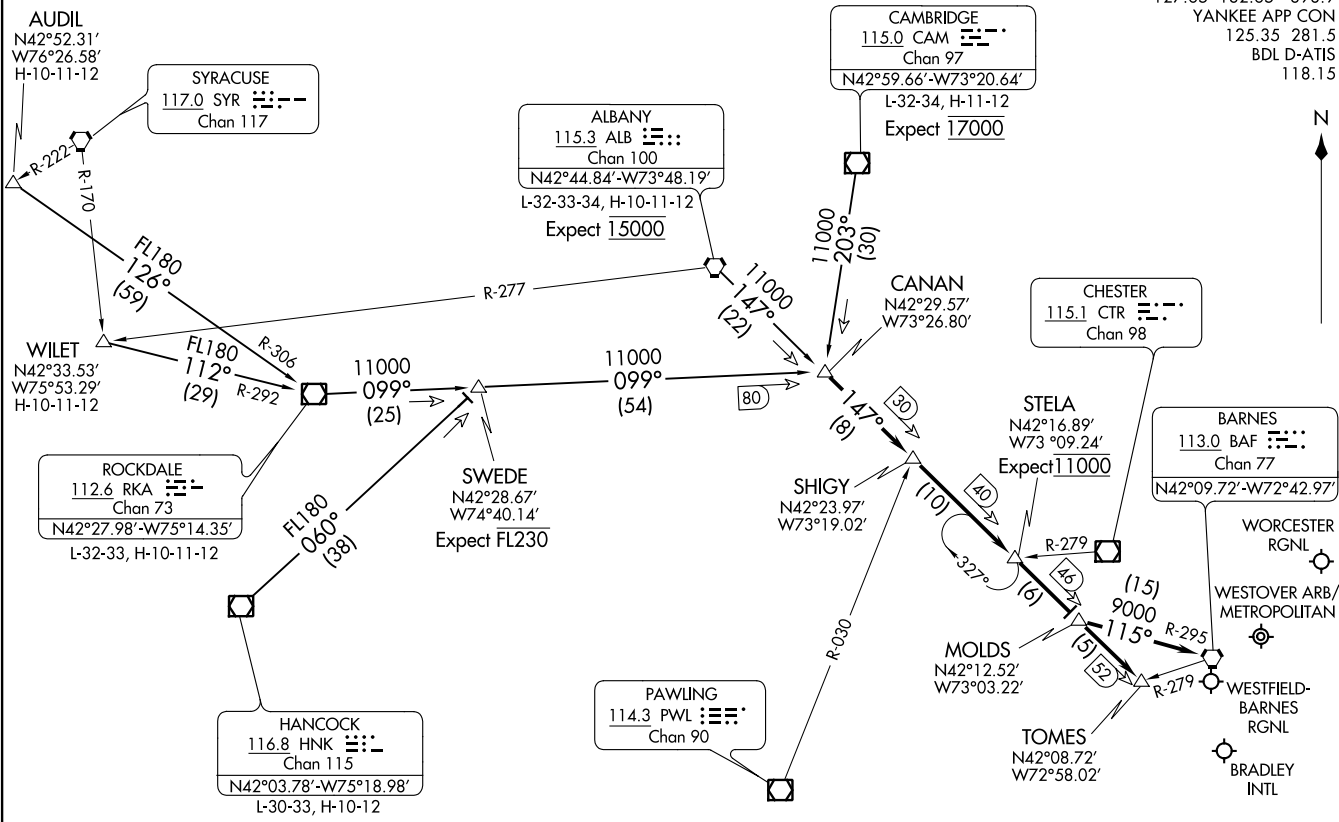 YANKEE APP CON
125.35 281.5
BDL D-ATIS
118.15
N
AUDIL
N42°52.31’
W76°26.58’
H-10-11-12
SYRACUSE
117.0 SYR
Chan 117
R-222
R-170
ALBANY
115.3 ALB
Chan 100
N42°44.84’-W73°48.19’
L-32-33-34, H-10-11-12
Expect 15000
CAMBRIDGE
115.0 CAM
Chan 97
N42°59.66’-W73°20.64’
L-32-34, H-11-12
Expect 17000
11000
203°
(30)
FL180
126°
(59)
R-306
R-277
11000
147°
(22)
CANAN
N42°29.57’
W73°26.80’
CHESTER
115.1 CTR
Chan 98
WILET
N42°33.53’
W75°53.29’
H-10-11-12
FL180
112°
(29)
R-292
11000
099°
(25)
11000
099°
(54)
80
147°
(8)
30
STELA
N42°16.89’
W73°09.24’
Expect 11000
BARNES
113.0 BAF
Chan 77
N42°09.72’-W72°42.97’
ROCKDALE
112.6 RKA
Chan 73
N42°27.98’-W75°14.35’
L-32-33, H-10-11-12
SWEDE
N42°28.67’
W74°40.14’
Expect FL230
SHIGY
N42°23.97’
W73°19.02’
(10)
40
R-279
327°
(6)
46
(15)
9000
115°
R-295
WORCESTER
RGNL
WESTOVER ARB/
METROPOLITAN
FL180
060°
(38)
R-030
MOLDS
N42°12.52’
W73°03.22’
(5)
52
R-279
WESTFIELD-
BARNES
RGNL
HANCOCK
116.8 HNK
Chan 115
N42°03.78’-W75°18.98’
L-30-33, H-10-12
PAWLING
114.3 PWL
Chan 90
TOMES
N42°08.72’
W72°58.02’
BRADLEY
INTL